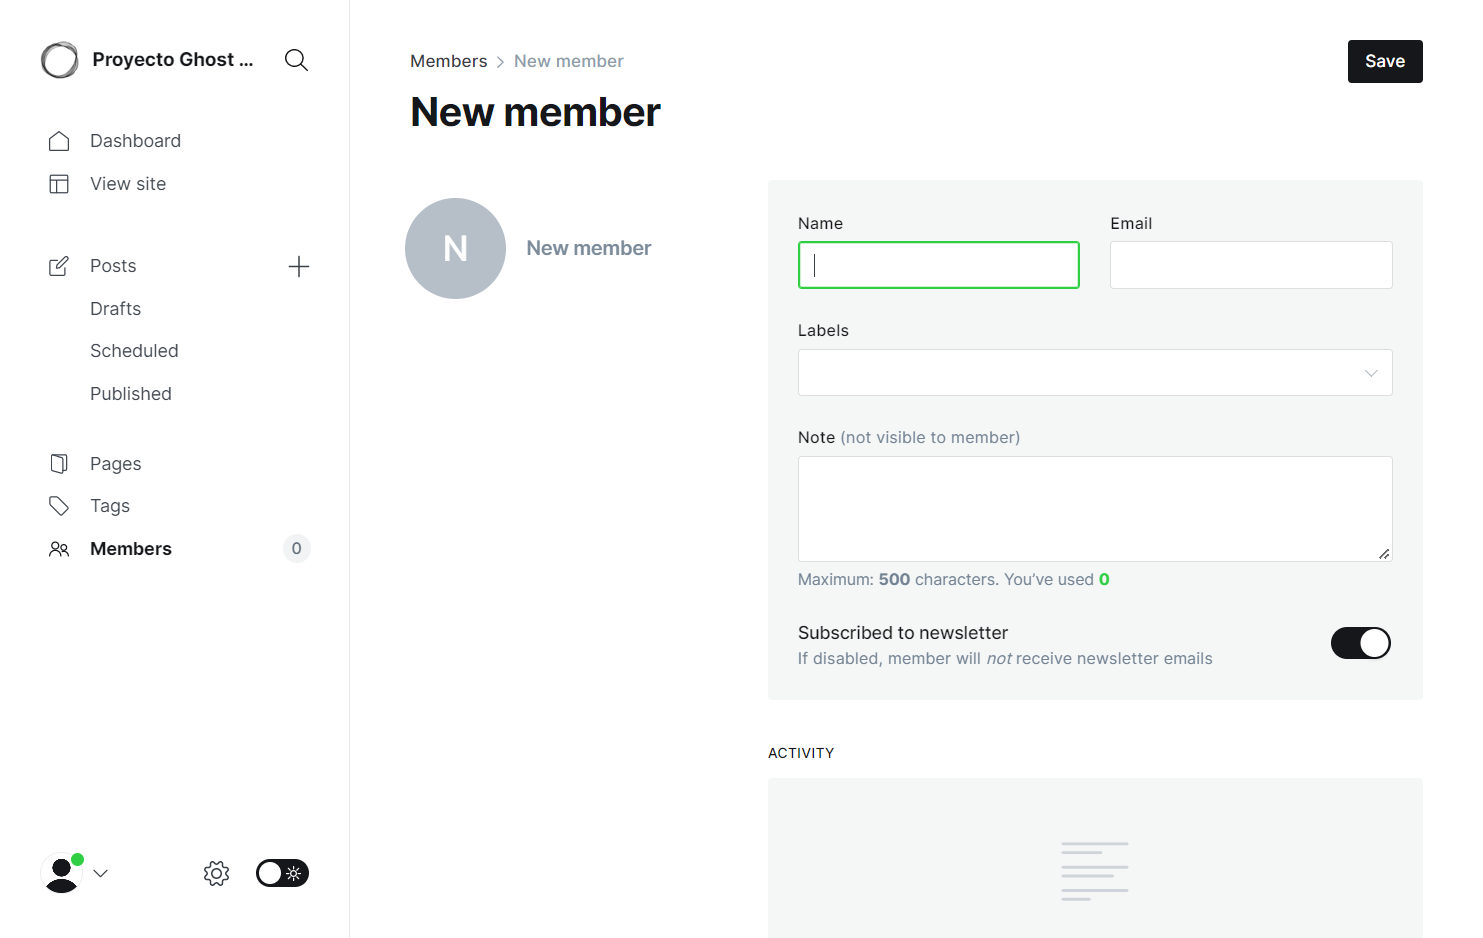 Proyecto Ghost ...
Dashboard
View site
Posts
Drafts
Scheduled
Published
Pages
Tags
Members
0
Members > New member
Save
New member
N
New member
Name
Email
Labels
Note (not visible to member)
Maximum: 500 characters. You’ve used 0
Subscribed to newsletter
If disabled, member will not receive newsletter emails
ACTIVITY